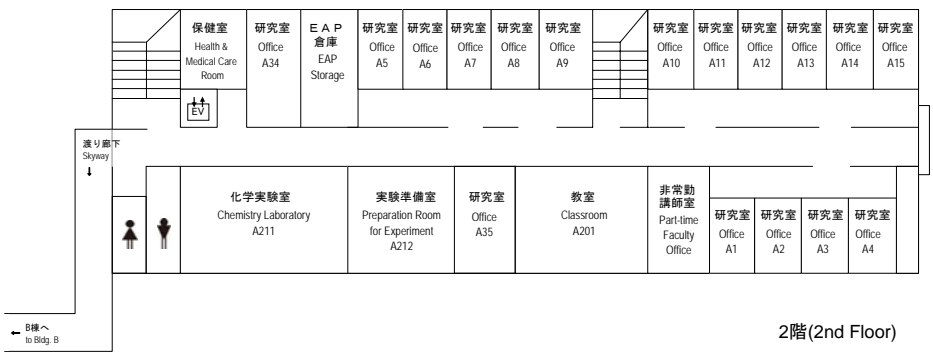 保健室
Health &
Medical Care
Room
研究室
Office
A34
EAP
倉庫
EAP
Storage
研究室
Office
A5
研究室
Office
A6
研究室
Office
A7
研究室
Office
A8
研究室
Office
A9
研究室
Office
A10
研究室
Office
A11
研究室
Office
A12
研究室
Office
A13
研究室
Office
A14
研究室
Office
A15
EV
渡り廊下
Skyway
化学実験室
Chemistry Laboratory
A211
実験準備室
Preparation Room
for Experiment
A212
研究室
Office
A35
教室
Classroom
A201
非常勤
講師室
Part-time
Faculty
Office
研究室
Office
A1
研究室
Office
A2
研究室
Office
A3
研究室
Office
A4
B棟へ
to Bldg. B
2階(2nd Floor)